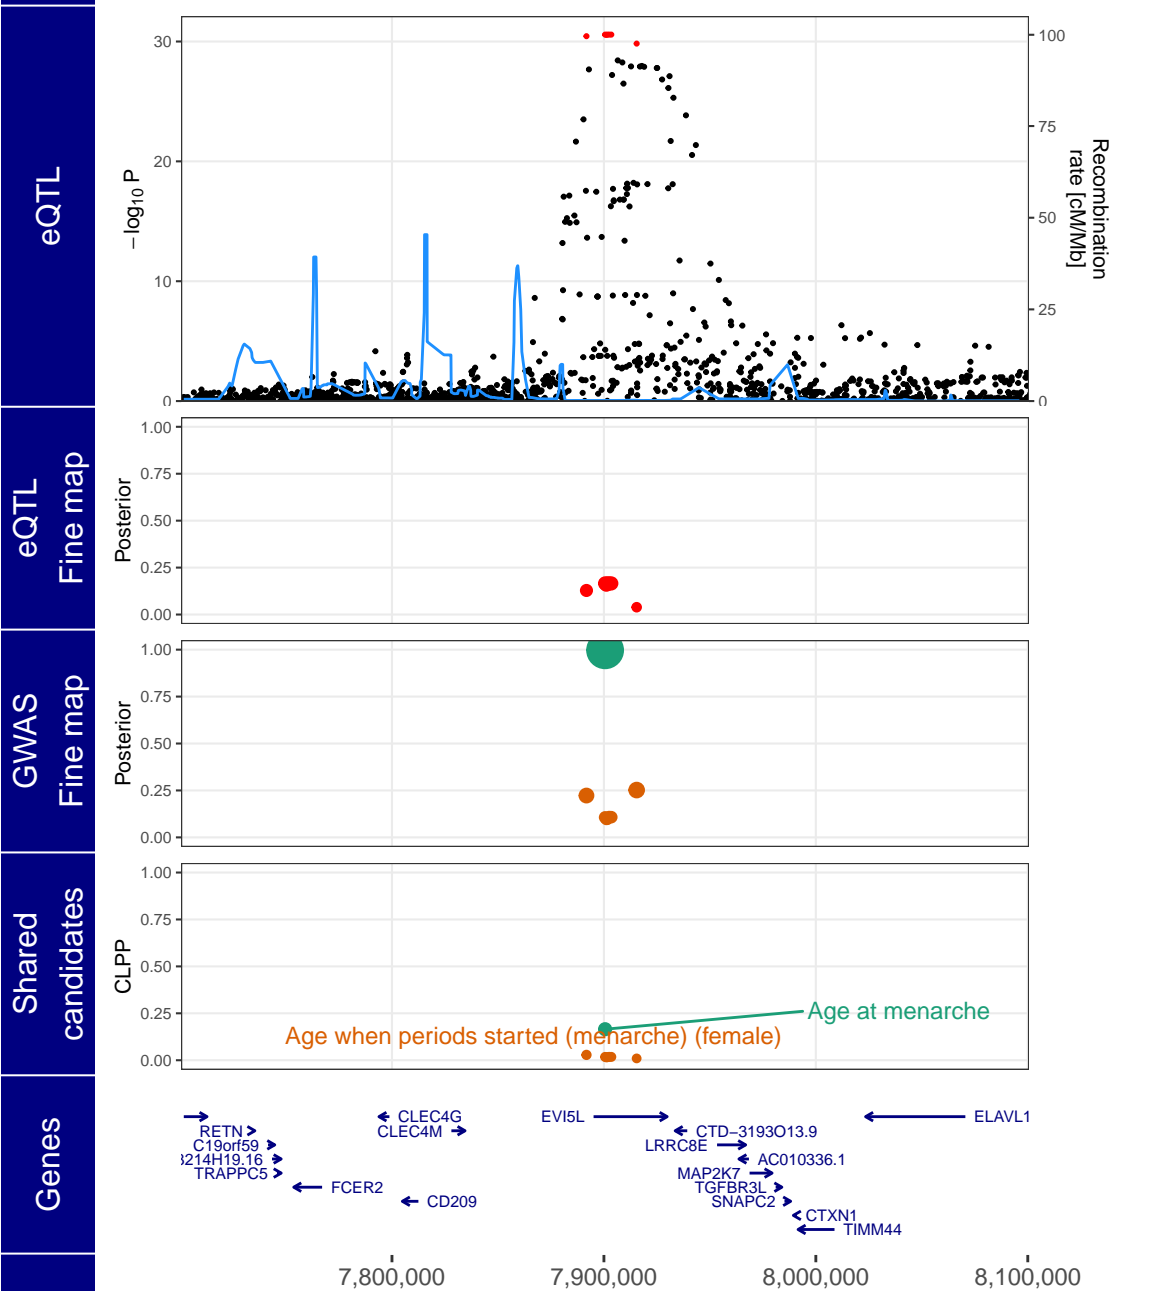 eQTL
−log10 P
30
20
10
0
100
75
50
25
0
Recombination
rate [cM/Mb]
eQTL
Fine map
Posterior
1.00
0.75
0.50
0.25
0.00
GWAS
Fine map
Posterior
1.00
0.75
0.50
0.25
0.00
Shared
candidates
CLPP
1.00
0.75
0.50
0.25
0.00
Age at menarche
Age when periods started (menarche) (female)
Genes
CLEC4G
EVI5L
ELAVL1
RETN
CLEC4M
CTD−3193O13.9
C19orf59
LRRC8E
3214H19.16
AC010336.1
TRAPPC5
MAP2K7
FCER2
TGFBR3L
CD209
SNAPC2
CTXN1
TIMM44
7,800,000
7,900,000
8,000,000
8,100,000